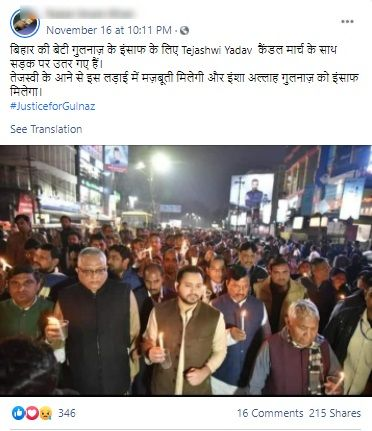 November 16 at 10:11 PM ·
बिहार की बेटी गुलनाज़ के इंसाफ के लिए Tejashwi Yadav कैंडल मार्च के साथ
सड़क पर उतर गए हैं।
तेजस्वी के आने से इस लड़ाई में मज़बूती मिलेगी और इंशा अल्लाह गुलनाज़ को इंसाफ
मिलेगा।
#JusticeforGulnaz
See Translation
346
16 Comments 215 Shares